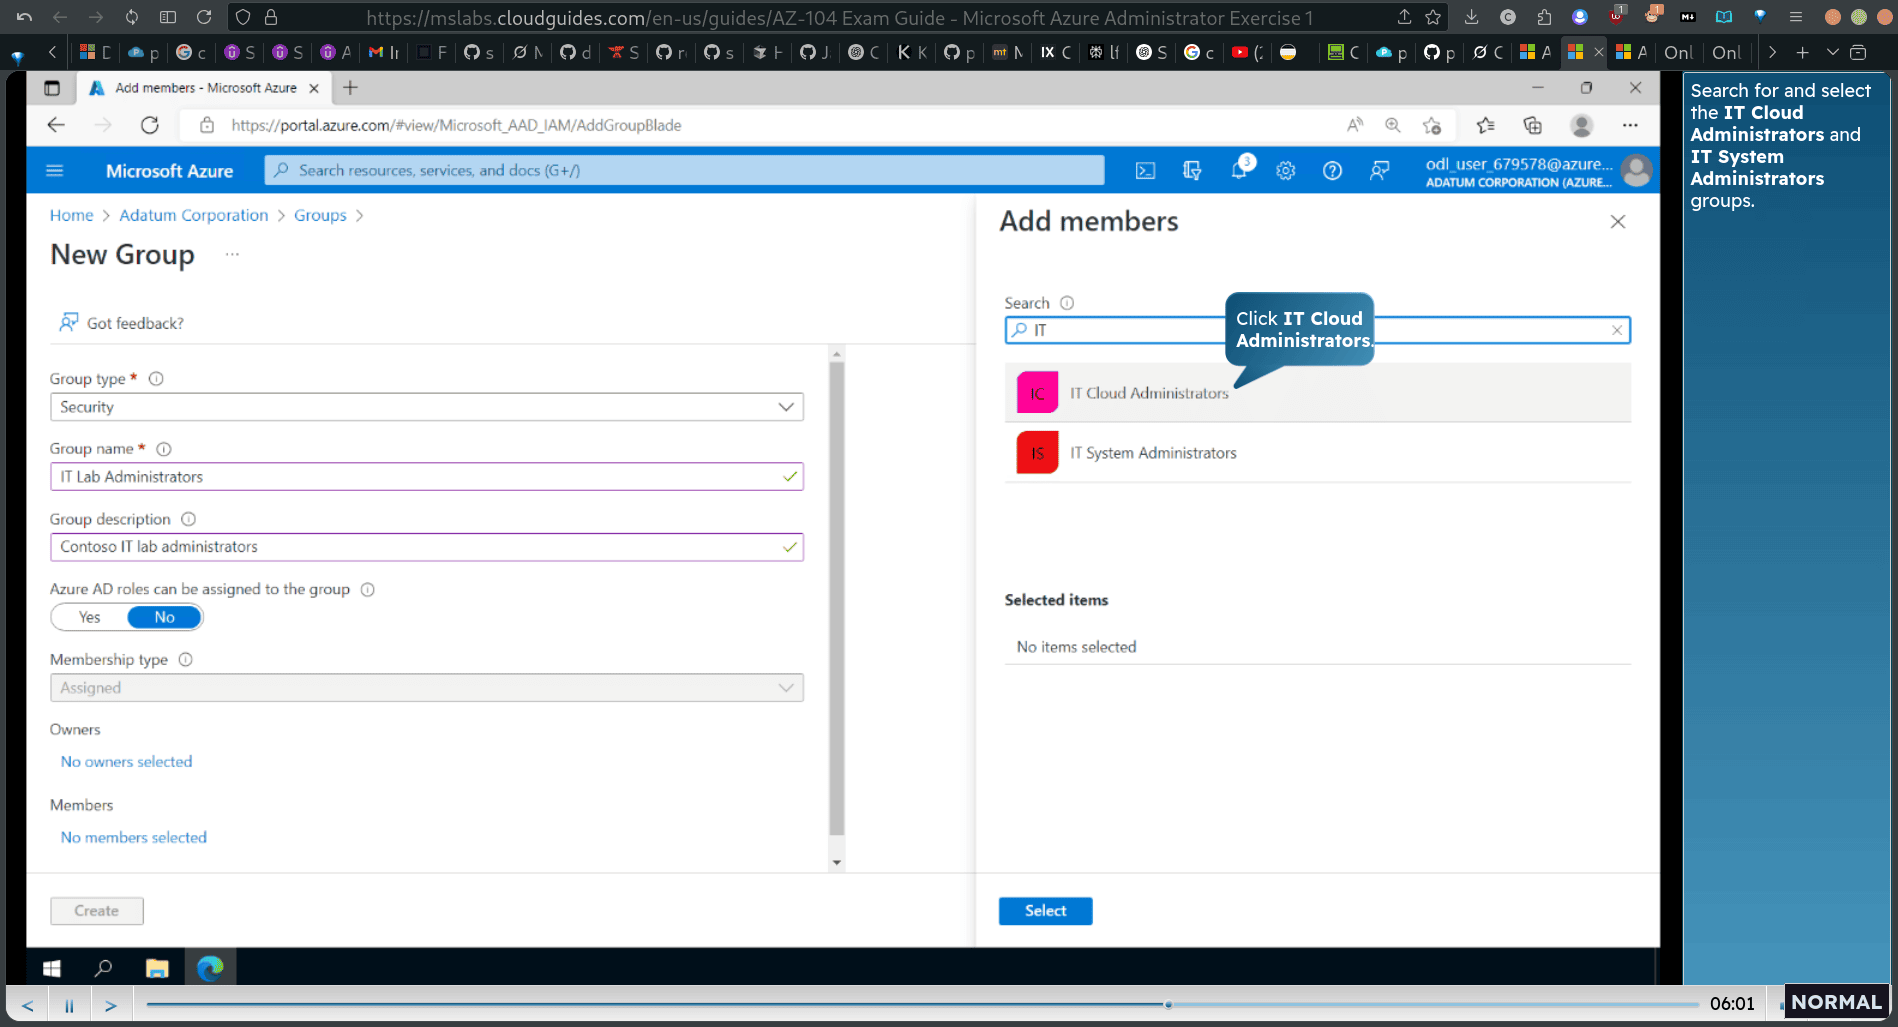 https://mslabs.cloudguides.com/en-us/guides/AZ-104 Exam Guide - Microsoft Azure Administrator Exercise 1
Add members - Microsoft Azure
https://portal.azure.com/#view/Microsoft_AAD_IAM/AddGroupBlade
Microsoft Azure
Search resources, services, and docs (G+/)
3
odl_user_679578@azure...
ADATUM CORPORATION (AZURE...
Home > Adatum Corporation > Groups >
New Group ...
Got feedback?
Group type *
Security
Group name *
IT Lab Administrators
Group description
Contoso IT lab administrators
Azure AD roles can be assigned to the group
Yes No
Membership type
Assigned
Owners
No owners selected
Members
No members selected
Create
Add members
Search
IT
Click IT Cloud
Administrators.
IC IT Cloud Administrators
IS IT System Administrators
Selected items
No items selected
Select
Search for and select
the IT Cloud
Administrators and
IT System
Administrators
groups.
06:01
NORMAL